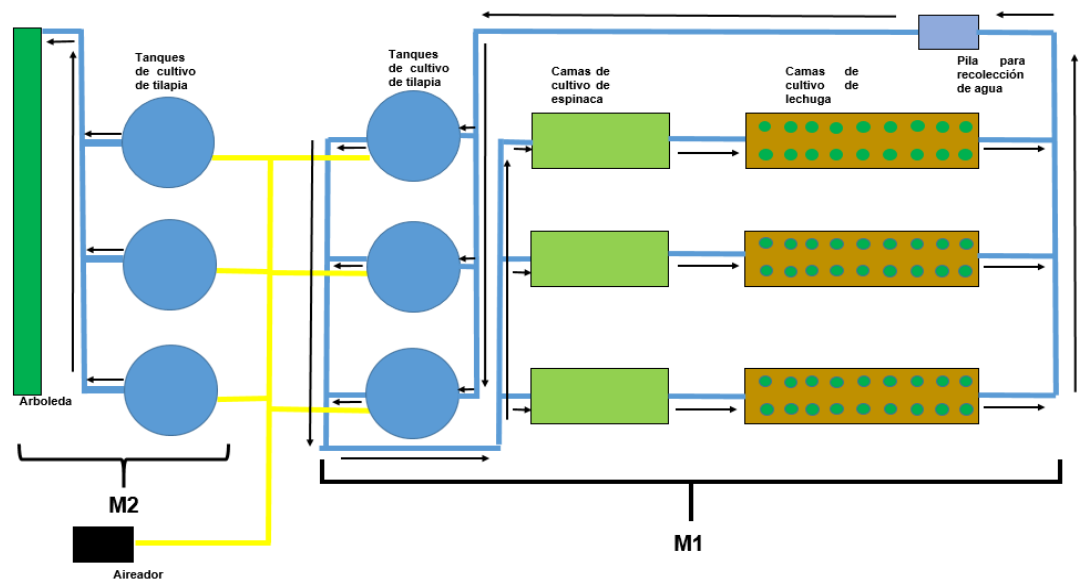 Tanques
de cultivo
de tilapia
Tanques
de cultivo
de tilapia
Camas de
cultivo de
espinaca
Camas de
cultivo de
lechuga
Pila para
recolección
de agua
Arboleda
M2
M1
Aireador